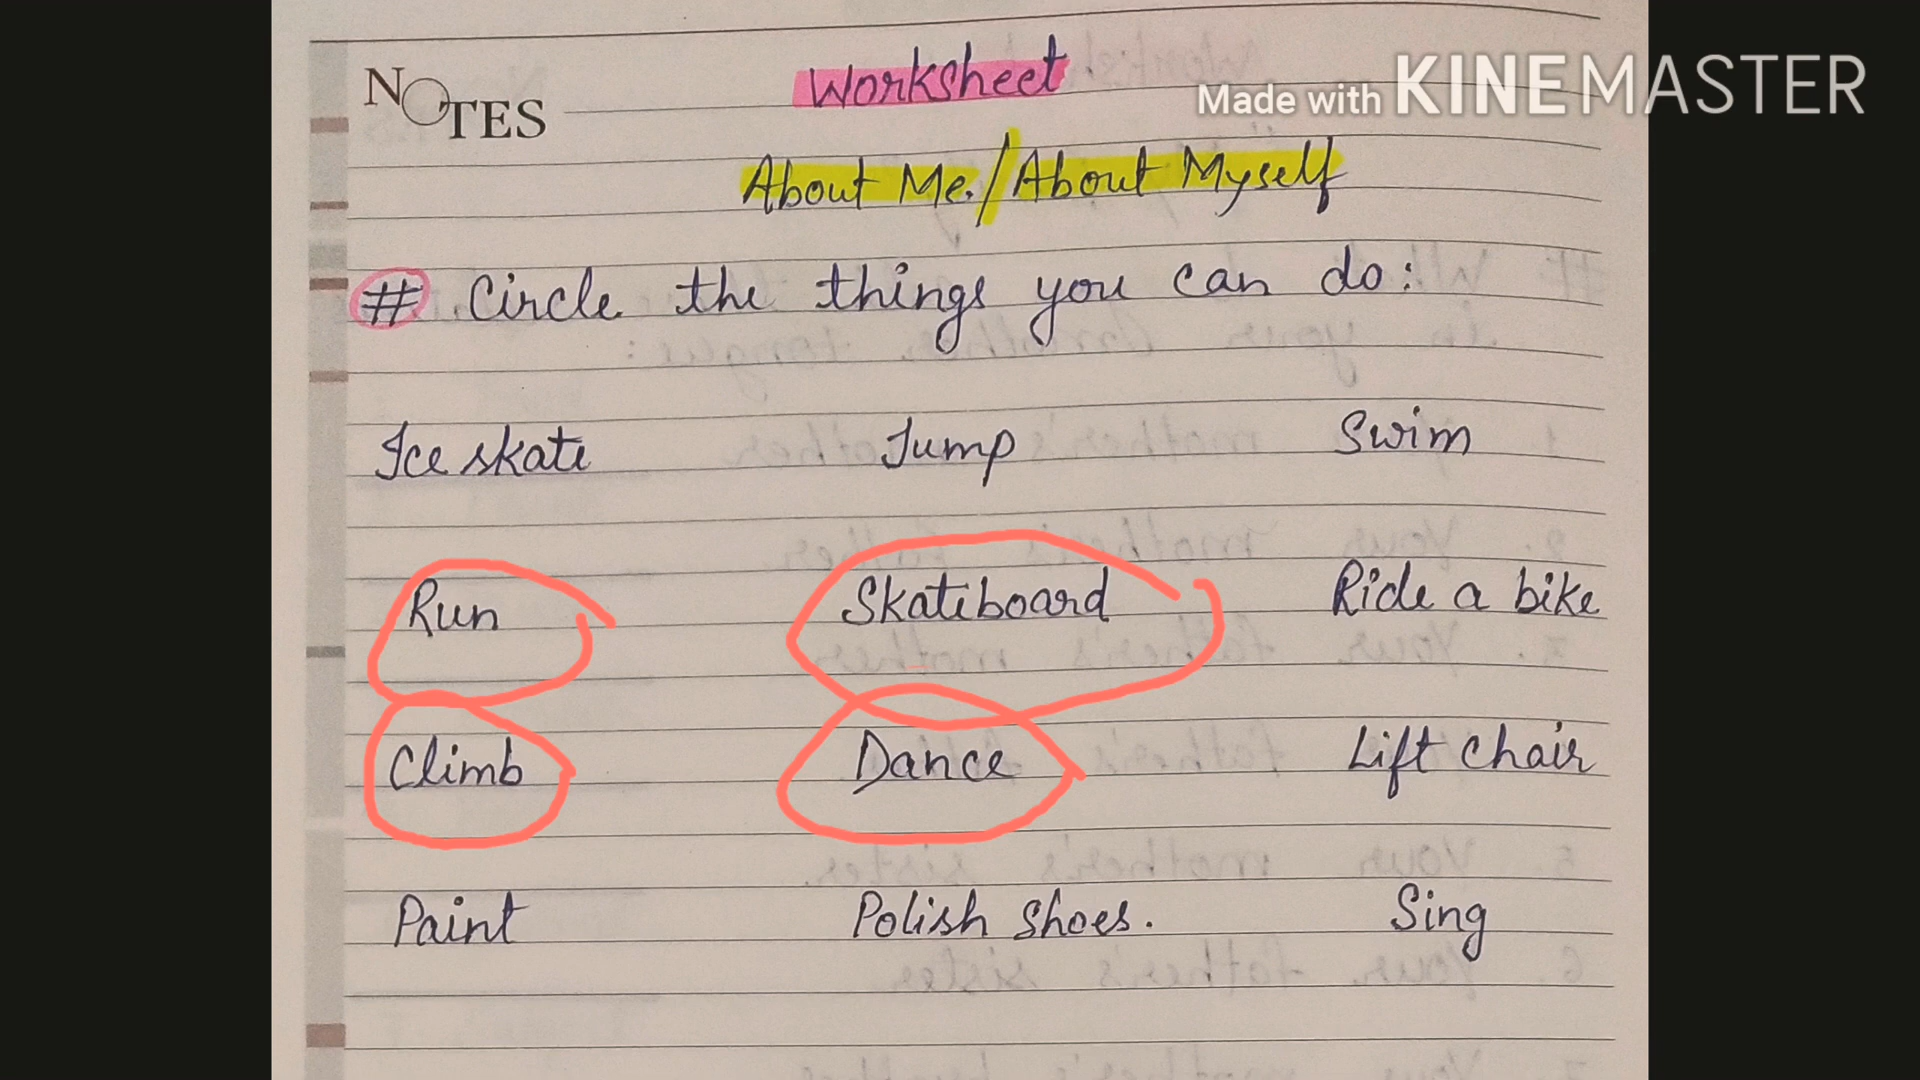 NOTES
Worksheet
Made with KINEMASTER
About Me./About Myself
# Circle the things you can do:
Ice skate Jump Swim
Run Skateboard Ride a bike
Climb Dance Lift chair
Paint Polish shoes. Sing